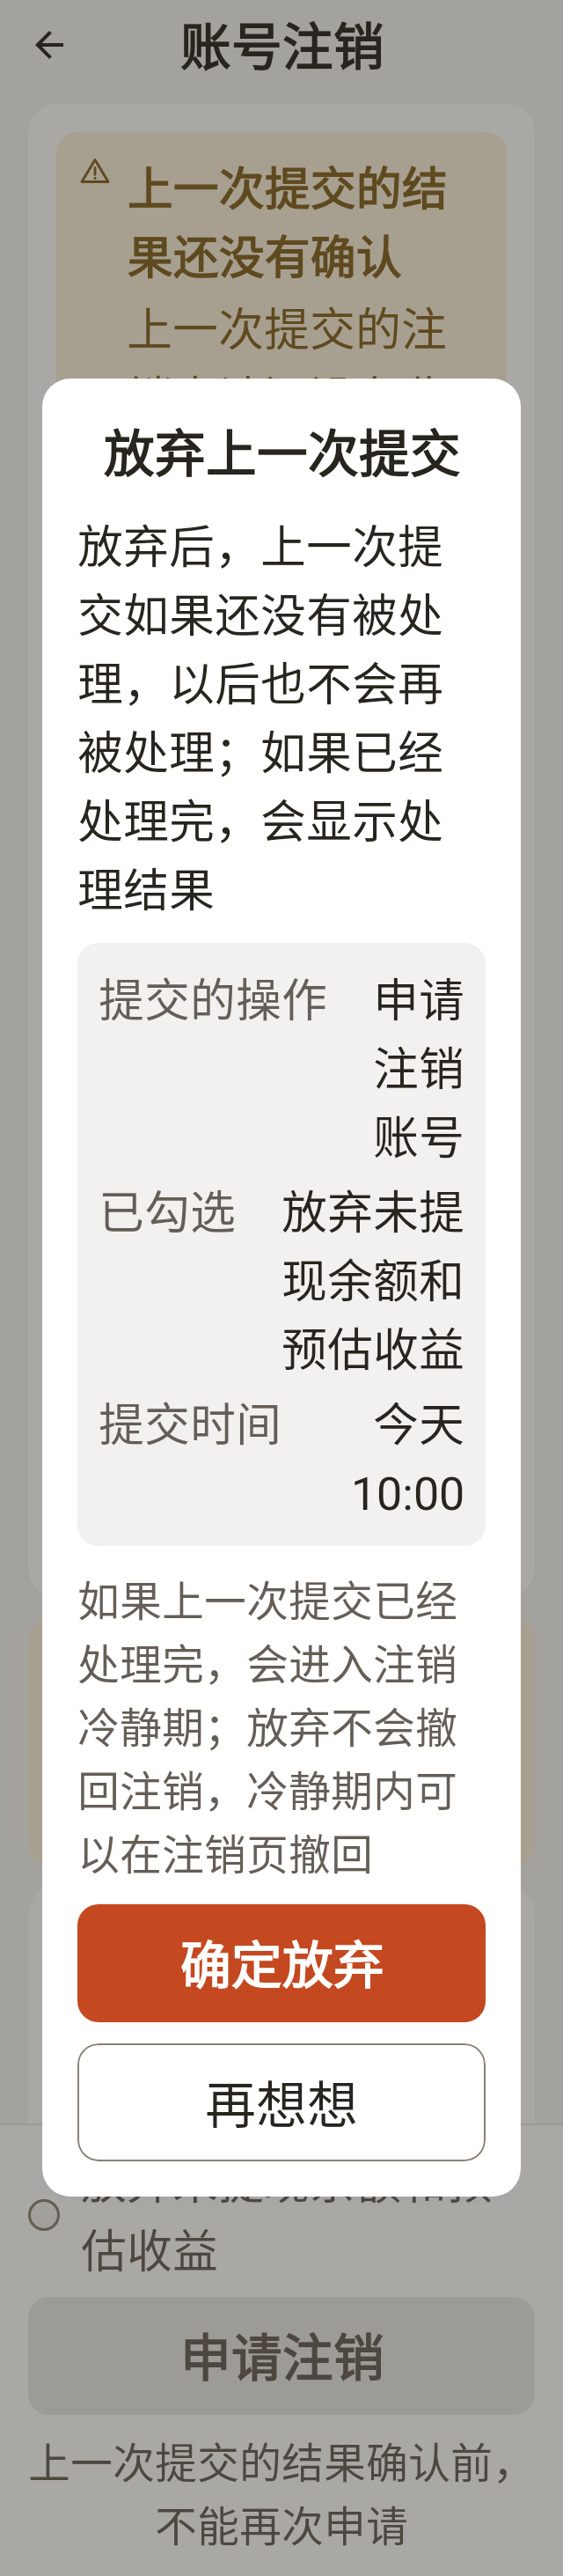 账号注销
上一次提交的结
果还没有确认
上一次提交的注
放弃上一次提交
放弃后，上一次提
交如果还没有被处
理，以后也不会再
被处理；如果已经
处理完，会显示处
理结果
提交的操作 申请
注销
账号
已勾选 放弃未提
现余额和
预估收益
提交时间 今天
10:00
如果上一次提交已经
处理完，会进入注销
冷静期；放弃不会撤
回注销，冷静期内可
以在注销页撤回
确定放弃
再想想
放弃未提现余额和预
估收益
申请注销
上一次提交的结果确认前，
不能再次申请